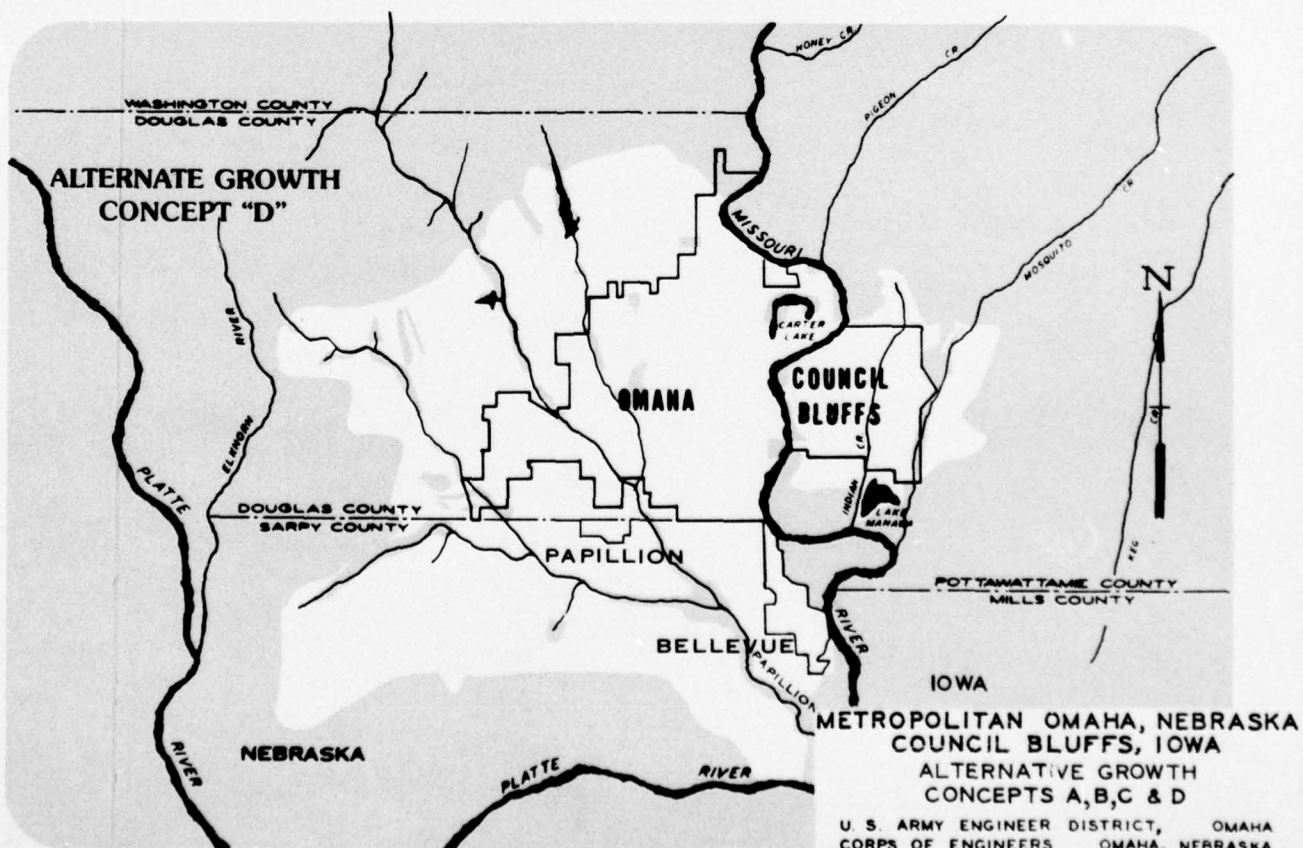 HONEY CR.
CR.
PIGEON
WASHINGTON COUNTY
DOUGLAS COUNTY
ALTERNATE GROWTH
CONCEPT "D"
MISSOURI
CR.
MOSQUITO
N
RIVER
ELKHORN
CARTER
LAKE
COUNCIL
BLUFFS
OMAHA
CR.
CR.
PLATTE
INDIAN
LAKE
MANAWA
DOUGLAS COUNTY
SARPY COUNTY
PAPILLION
KEG
POTTAWATTAMIE COUNTY
MILLS COUNTY
BELLEVUE
RIVER
PAPILLION
IOWA
NEBRASKA
RIVER
PLATTE RIVER
METROPOLITAN OMAHA, NEBRASKA
COUNCIL BLUFFS, IOWA
ALTERNATIVE GROWTH
CONCEPTS A,B,C & D
U. S. ARMY ENGINEER DISTRICT, OMAHA
CORPS OF ENGINEERS OMAHA, NEBRASKA